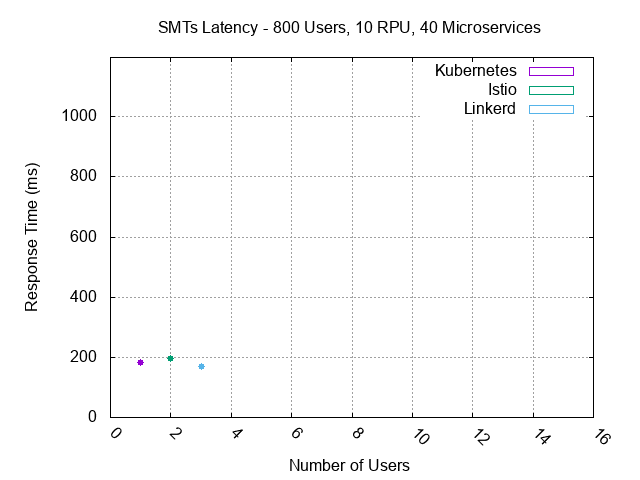 SMTs Latency - 800 Users, 10 RPU, 40 Microservices
Kubernetes
Istio
Linkerd
Response Time (ms)
1000
800
600
400
200
0
0 2 4 6 8 10 12 14 16
Number of Users